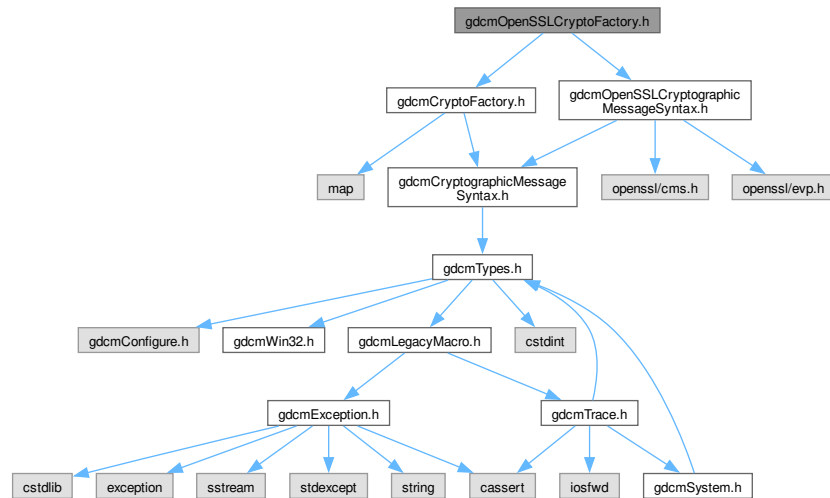 gdcmOpenSSLCryptoFactory.h
gdcmCryptoFactory.h
gdcmOpenSSLCryptographic
MessageSyntax.h
map
gdcmCryptographicMessage
Syntax.h
openssl/cms.h
openssl/evp.h
gdcmTypes.h
gdcmConfigure.h
gdcmWin32.h
gdcmLegacyMacro.h
cstdint
gdcmException.h
gdcmTrace.h
cstdlib
exception
sstream
stdexcept
string
cassert
iosfwd
gdcmSystem.h